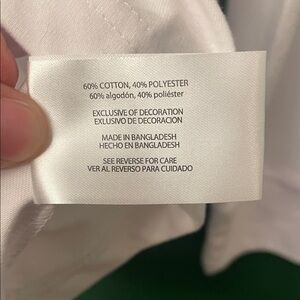 60% COTTON, 40% POLYESTER
60% algodón, 40% poliéster
EXCLUSIVE OF DECORATION
EXLUSIVO DE DECORACION
MADE IN BANGLADESH
HECHO EN BANGLADESH
SEE REVERSE FOR CARE
VER AL REVERSO PARA CUIDADO